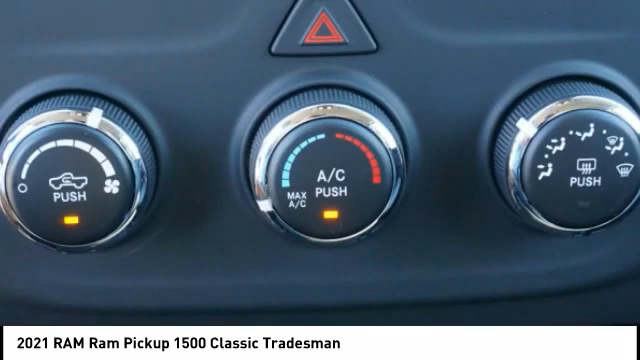 PUSH
A/C
PUSH
MAX
A/C
PUSH
2021 RAM Ram Pickup 1500 Classic Tradesman